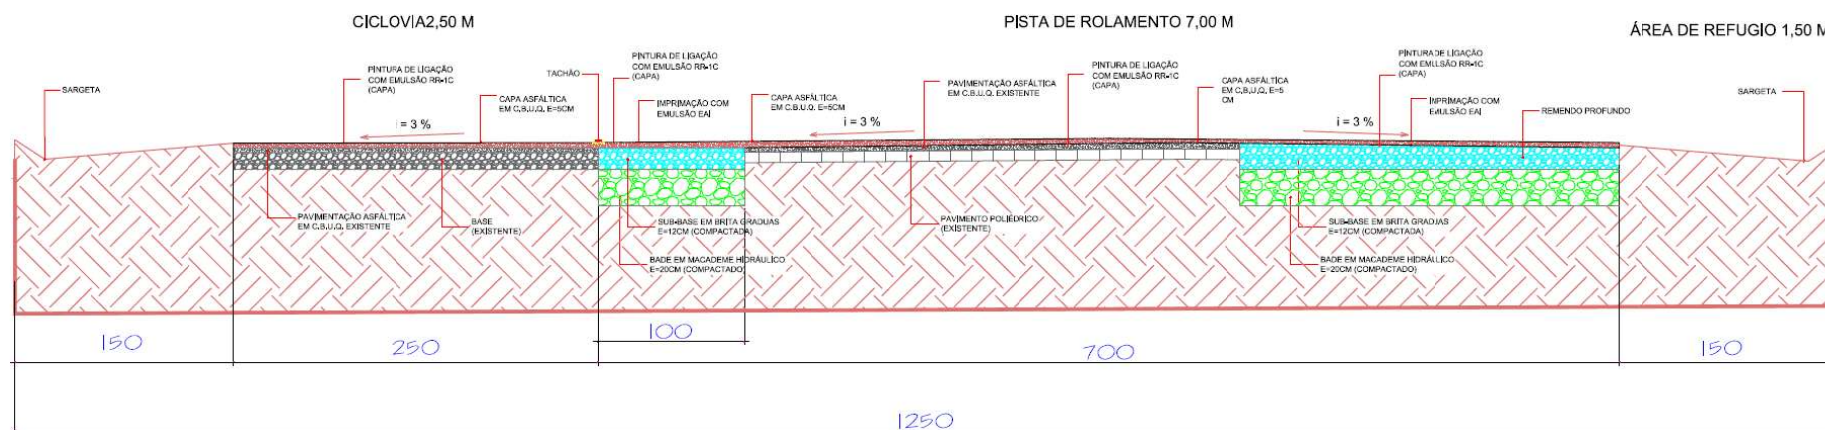 CICLOVIA2,50 M
PISTA DE ROLAMENTO 7,00 M
ÁREA DE REFUGIO 1,50 M
SARGETA
PINTURA DE LIGAÇÃO
COM EMULSÃO RR-1C
(CAPA)
CAPA ASFÁLTICA
EM C.B.U.Q. E=5CM
TACHÃO
PINTURA DE LIGAÇÃO
COM EMULSÃO RR-1C
(CAPA)
IMPRIMAÇÃO COM
EMULSÃO EAI
CAPA ASFÁLTICA
EM C.B.U.Q. E=5CM
PAVIMENTAÇÃO ASFÁLTICA
EM C.B.U.Q. EXISTENTE
PINTURA DE LIGAÇÃO
COM EMULSÃO RR-1C
(CAPA)
CAPA ASFÁLTICA
EM C.B.U.Q. E=5
CM
PINTURA DE LIGAÇÃO
COM EMULSÃO RR-1C
(CAPA)
IMPRIMAÇÃO COM
EMULSÃO EAI
REMENDO PROFUNDO
SARGETA
i = 3 %
i = 3 %
i = 3 %
PAVIMENTAÇÃO ASFÁLTICA
EM C.B.U.Q. EXISTENTE
BASE
(EXISTENTE)
SUB-BASE EM BRITA GRADUAS
E=12CM (COMPACTADA)
BADE EM MACADEME HIDRÁULICO
E=20CM (COMPACTADO)
PAVIMENTO POLIÉDRICO
(EXISTENTE)
SUB-BASE EM BRITA GRADUAS
E=12CM (COMPACTADA)
BADE EM MACADEME HIDRÁULICO
E=20CM (COMPACTADO)
150
250
100
700
150
1250